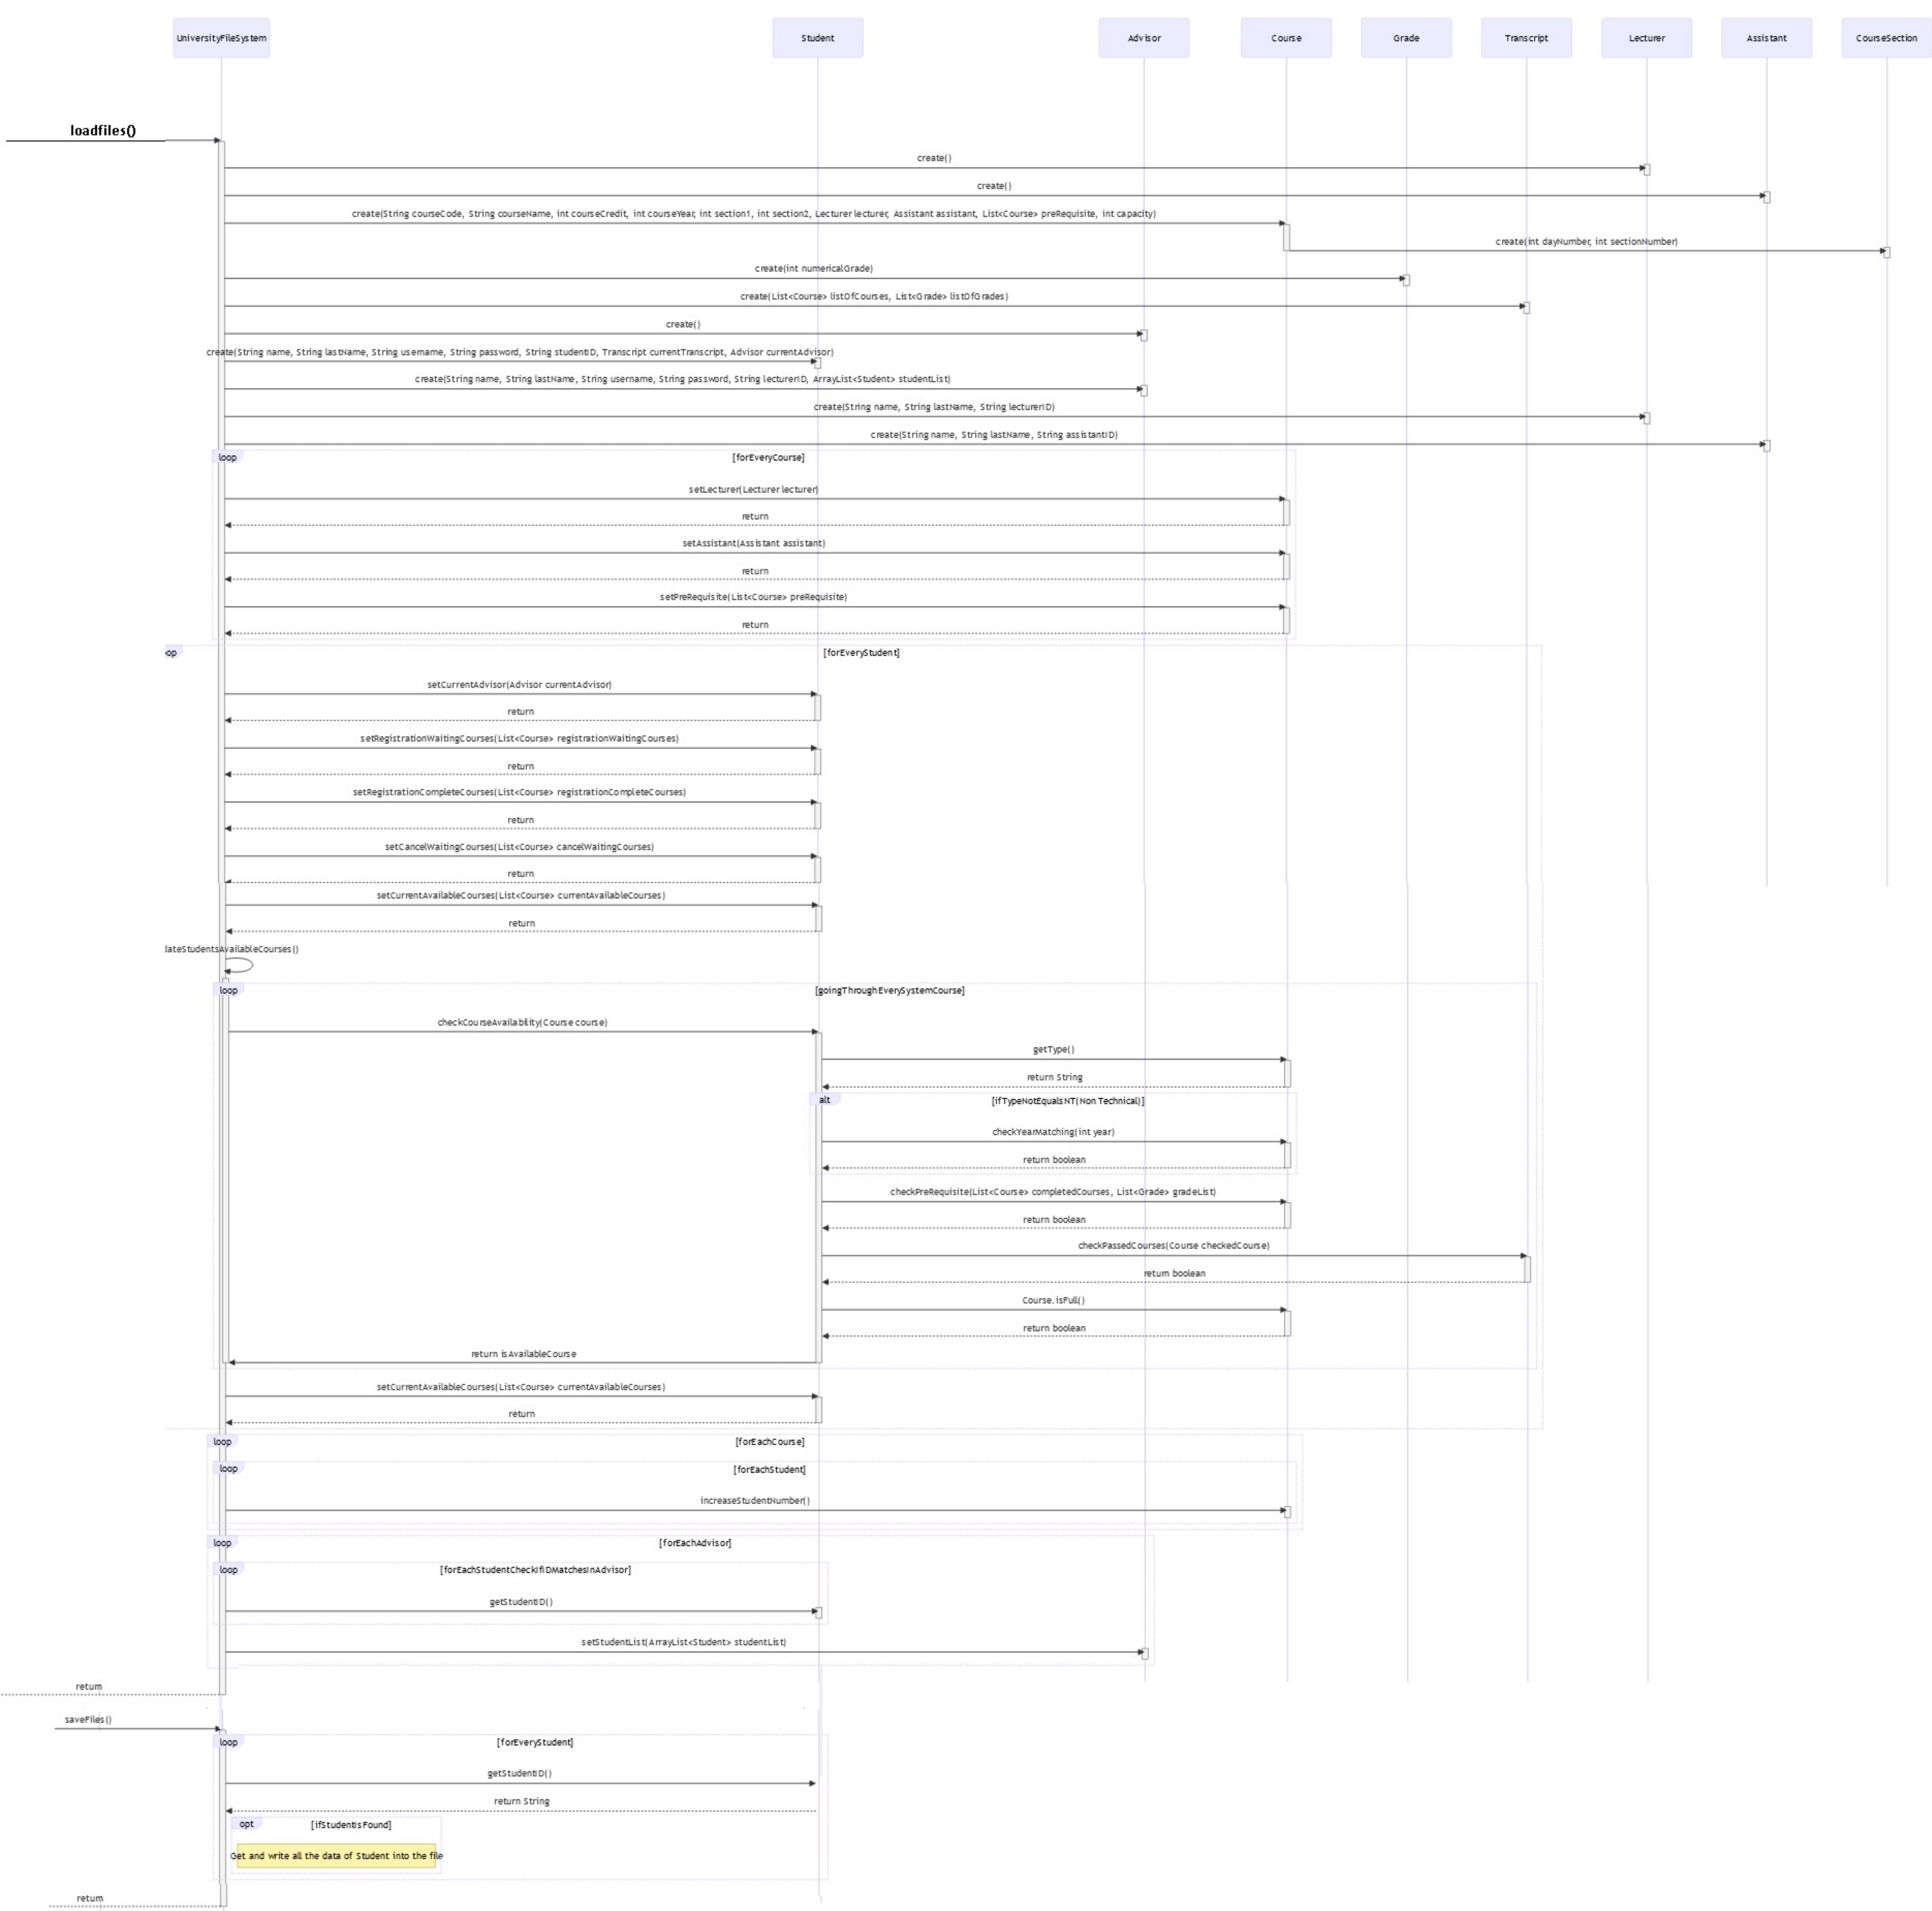 UniversityFileSystem
Student
Advisor
Course
Grade
Transcript
Lecturer
Assistant
CourseSection
loadfiles()
create()
create()
create(String courseCode, String courseName, int courseCredit, int courseYear, int section1, int section2, Lecturer lecturer, Assistant assistant, List<Course> preRequisite, int capacity)
create(int dayNumber, int sectionNumber)
create(int numericalGrade)
create(List<Course> listOfCourses, List<Grade> listOfGrades)
create()
create(String name, String lastName, String username, String password, String studentID, Transcript currentTranscript, Advisor currentAdvisor)
create(String name, String lastName, String username, String password, String lecturerID, ArrayList<Student> studentList)
create(String name, String lastName, String lecturerID)
create(String name, String lastName, String assistantID)
loop
[forEveryCourse]
setLecturer(Lecturer lecturer)
return
setAssistant(Assistant assistant)
return
setPreRequisite(List<Course> preRequisite)
return
op
[forEveryStudent]
setCurrentAdvisor(Advisor currentAdvisor)
return
setRegistrationWaitingCourses(List<Course> registrationWaitingCourses)
return
setRegistrationCompleteCourses(List<Course> registrationCompleteCourses)
return
setCancelWaitingCourses(List<Course> cancelWaitingCourses)
return
setCurrentAvailableCourses(List<Course> currentAvailableCourses)
return
dateStudentsAvailableCourses()
loop
[goingThroughEverySystemCourse]
checkCourseAvailability(Course course)
getType()
return String
alt
[ifTypeNotEqualsNT(Non Technical)]
checkYearMatching(int year)
return boolean
checkPreRequisite(List<Course> completedCourses, List<Grade> gradeList)
return boolean
checkPassedCourses(Course checkedCourse)
return boolean
Course.isFull()
return boolean
return isAvailableCourse
setCurrentAvailableCourses(List<Course> currentAvailableCourses)
return
loop
[forEachCourse]
loop
[forEachStudent]
increaseStudentNumber()
loop
[forEachAdvisor]
loop
[forEachStudentCheckIfIDMatchesInAdvisor]
getStudentID()
setStudentList(ArrayList<Student> studentList)
return
saveFiles()
loop
[forEveryStudent]
getStudentID()
return String
opt
[ifStudentIsFound]
Get and write all the data of Student into the file
return